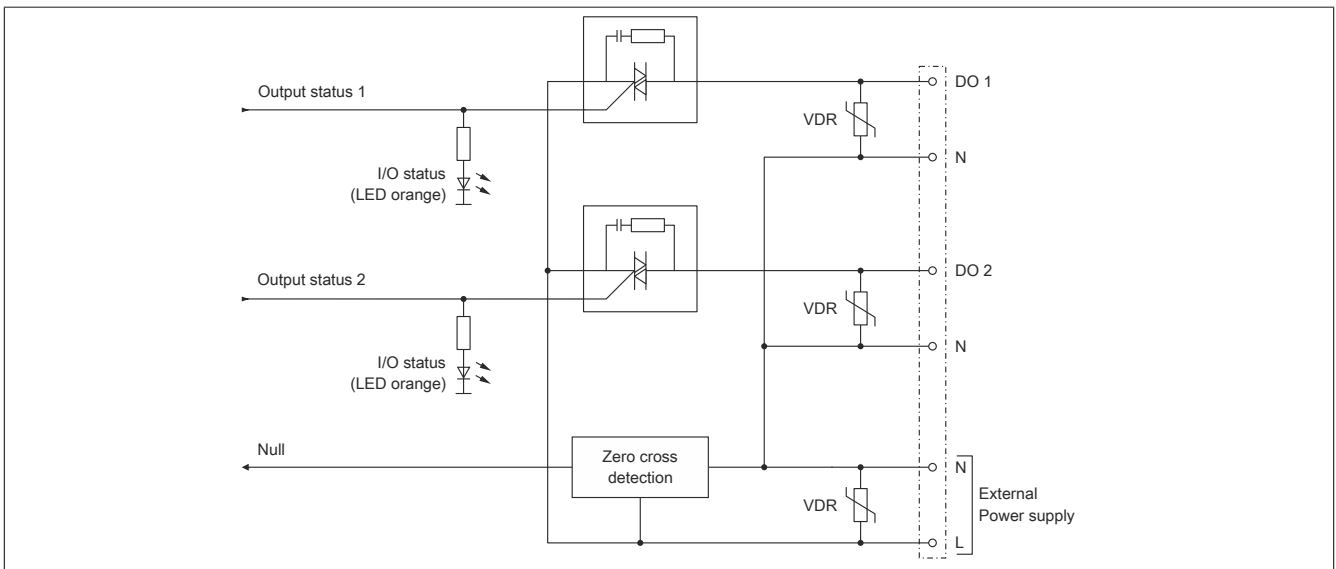 DO 1
Output status 1
VDR
N
I/O status
(LED orange)
DO 2
Output status 2
VDR
N
I/O status
(LED orange)
Null
Zero cross
detection
N
External
Power supply
VDR
L